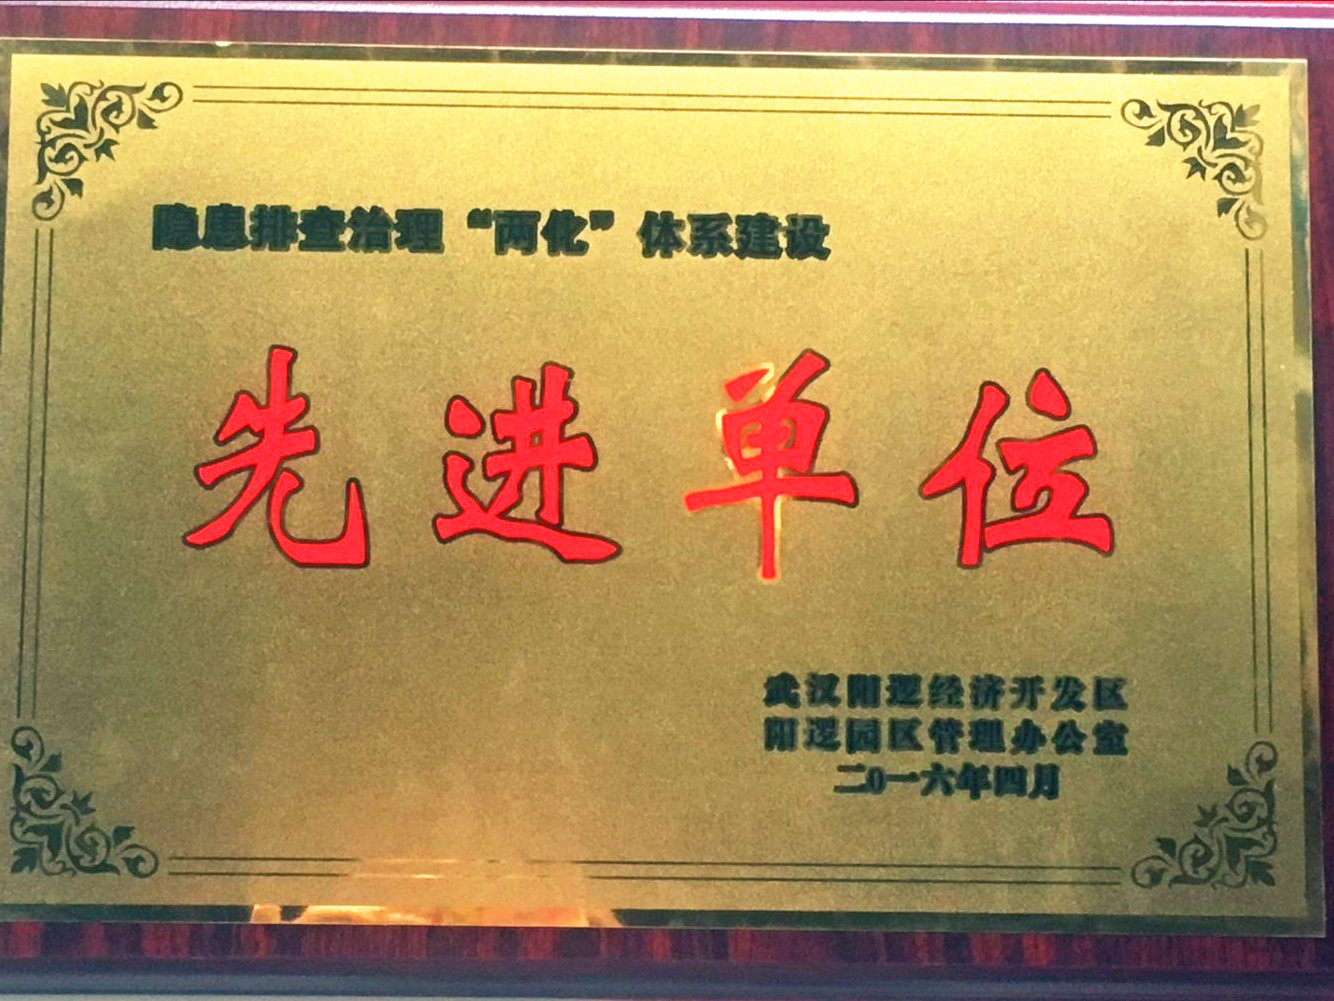 隐患排查治理“两化”体系建设
先进单位
武汉阳逻经济开发区
阳逻园区管理办公室
二0一六年四月